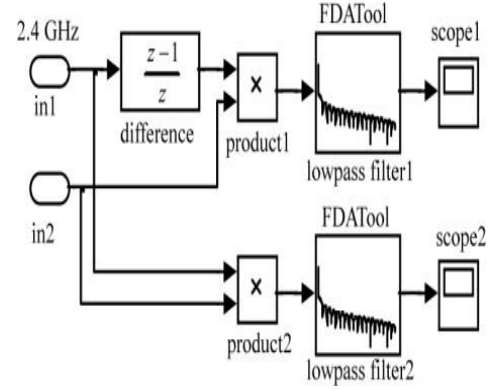 2.4 GHz
in1
z−1
z
difference
×
product1
FDATool
lowpass filter1
scope1
in2
×
product2
FDATool
lowpass filter2
scope2